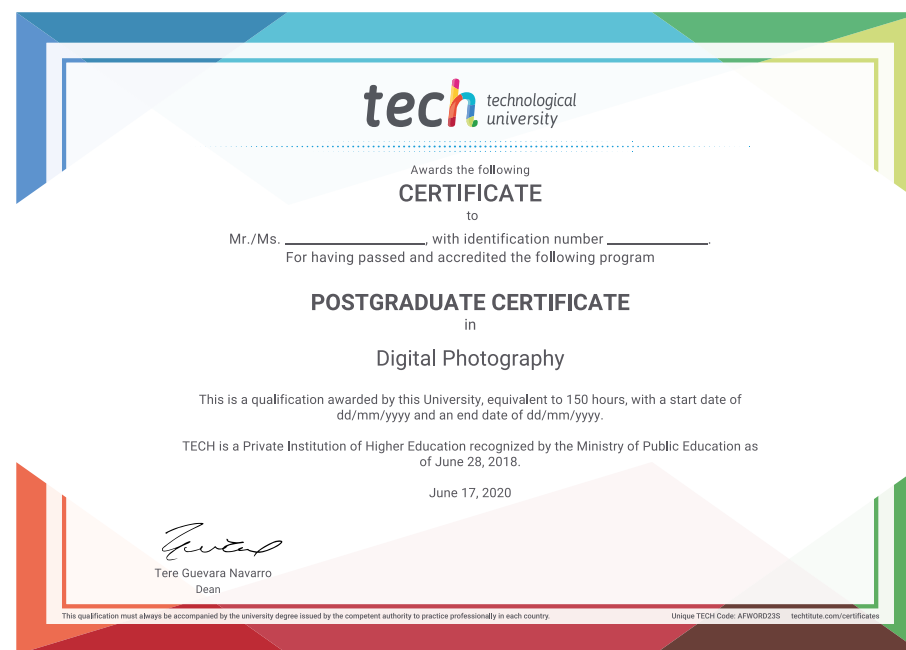 tech technological
university
Awards the following
CERTIFICATE
to
Mr./Ms. ____________________, with identification number ______________.
For having passed and accredited the following program
POSTGRADUATE CERTIFICATE
in
Digital Photography
This is a qualification awarded by this University, equivalent to 150 hours, with a start date of
dd/mm/yyyy and an end date of dd/mm/yyyy.
TECH is a Private Institution of Higher Education recognized by the Ministry of Public Education as
of June 28, 2018.
June 17, 2020
Tere Guevara Navarro
Dean
This qualification must always be accompanied by the university degree issued by the competent authority to practice professionally in each country.
Unique TECH Code: AFWORD23S techtitute.com/certificates